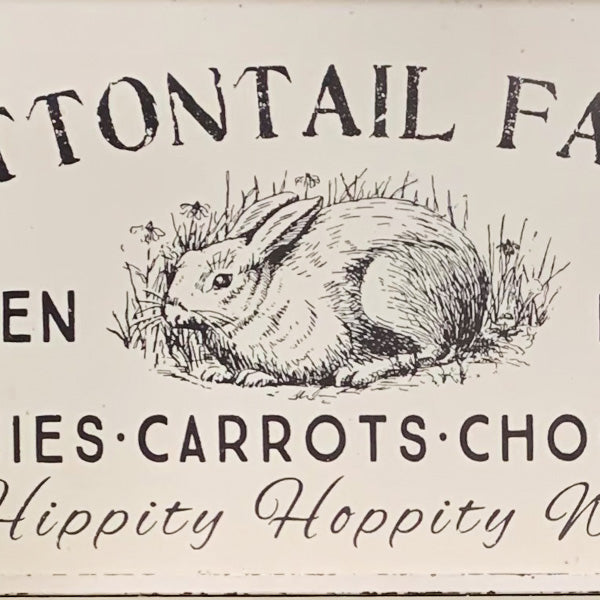 TTONTAIL FA
EN
IES·CARROTS·CHO
Hippity Hoppity